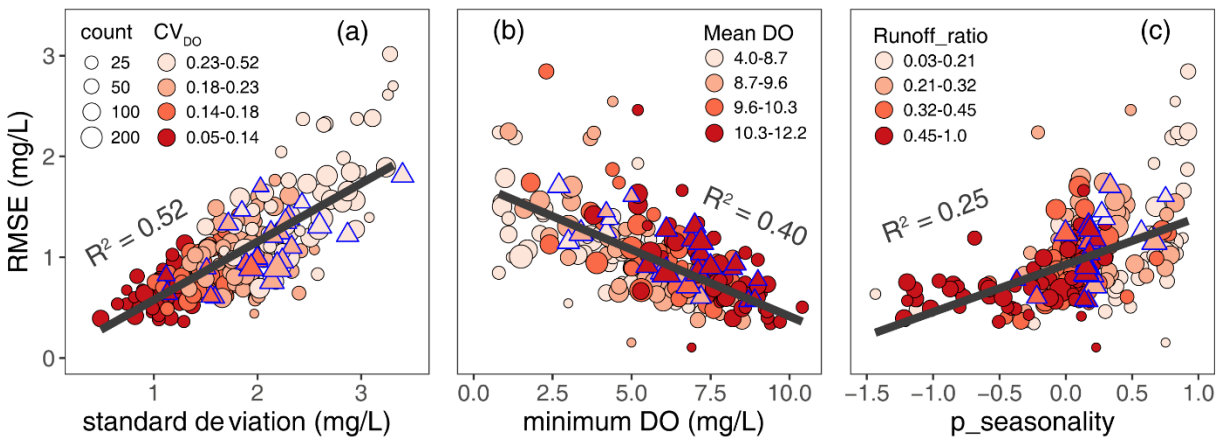 (a)
count
25
50
100
200
CV_DO
0.23-0.52
0.18-0.23
0.14-0.18
0.05-0.14
R² = 0.52
RMSE (mg/L)
3
2
1
0
1
2
3
standard deviation (mg/L)
(b)
Mean DO
4.0-8.7
8.7-9.6
9.6-10.3
10.3-12.2
R² = 0.40
0.0
2.5
5.0
7.5
10.0
minimum DO (mg/L)
(c)
Runoff_ratio
0.03-0.21
0.21-0.32
0.32-0.45
0.45-1.0
R² = 0.25
−1.5
−1.0
−0.5
0.0
0.5
1.0
p_seasonality